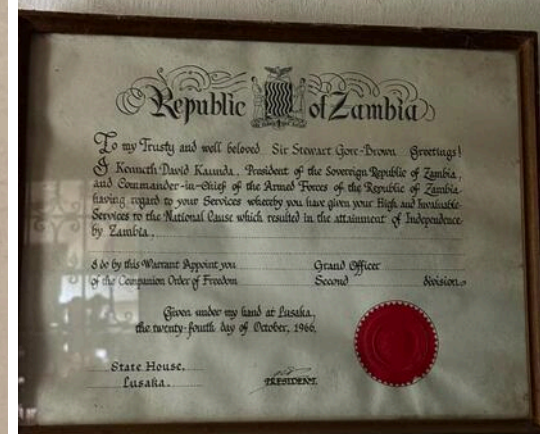 Republic of Zambia
To my Trusty and well beloved Sir Stewart Gore-Brown Greetings!
I Kenneth David Kaunda, President of the Sovereign Republic of Zambia,
and Commander-in-Chief of the Armed Forces of the Republic of Zambia
having regard to your Services whereby you have given your High and Invaluable
Services to the National Cause which resulted in the attainment of Independence
by Zambia.
I do by this Warrant Appoint you Grand Officer
of the Companion Order of Freedom Second division.
Given under my hand at Lusaka,
the twenty-fourth day of October, 1966.
State House,
Lusaka.
PRESIDENT.